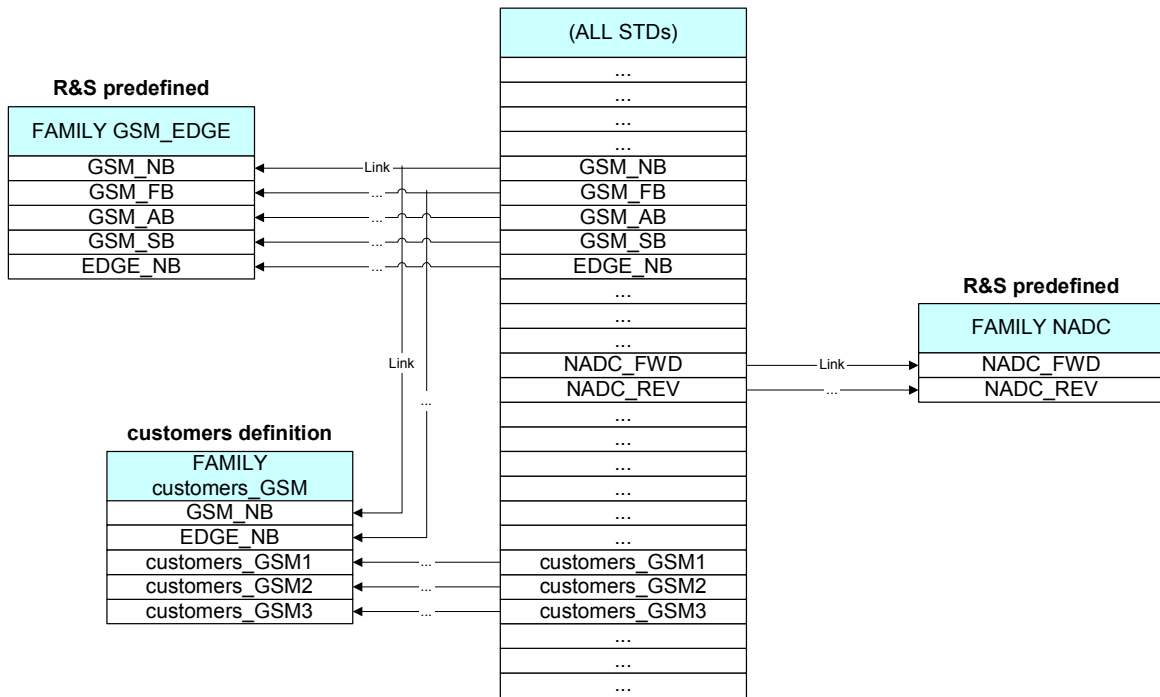 (ALL STDs)
...
...
...
...
GSM_NB
GSM_FB
GSM_AB
GSM_SB
EDGE_NB
...
...
...
NADC_FWD
NADC_REV
...
...
...
...
...
...
customers_GSM1
customers_GSM2
customers_GSM3
...
...
...
R&S predefined
FAMILY GSM_EDGE
GSM_NB
GSM_FB
GSM_AB
GSM_SB
EDGE_NB
Link
...
...
...
...
Link
...
customers definition
FAMILY
customers_GSM
GSM_NB
EDGE_NB
customers_GSM1
customers_GSM2
customers_GSM3
...
...
...
R&S predefined
FAMILY NADC
NADC_FWD
NADC_REV
Link
...